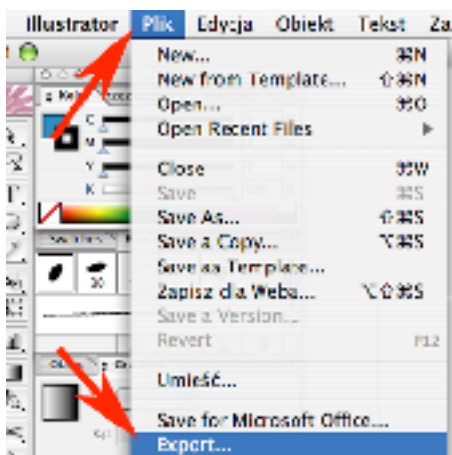 Illustrator Plik Edycja Obiekt Tekst Za
New... ⌘N
New from Template... ⇧⌘N
Open... ⌘O
Open Recent Files ▶
Close ⌘W
Save ⌘S
Save As... ⇧⌘S
Save a Copy... ⌥⌘S
Save as Template...
Zapisz dla Weba... ⌥⇧⌘S
Save a Version...
Revert F12
Umieść...
Save for Microsoft Office...
Export...
C
M
Y
K